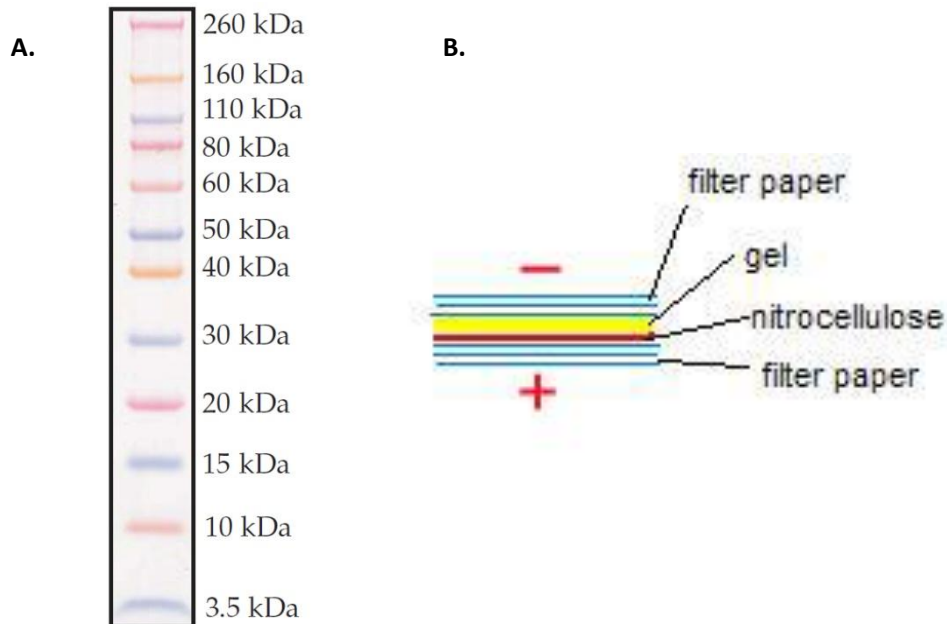 A.
260 kDa
160 kDa
110 kDa
80 kDa
60 kDa
50 kDa
40 kDa
30 kDa
20 kDa
15 kDa
10 kDa
3.5 kDa
B.
filter paper
gel
nitrocellulose
filter paper
−
+